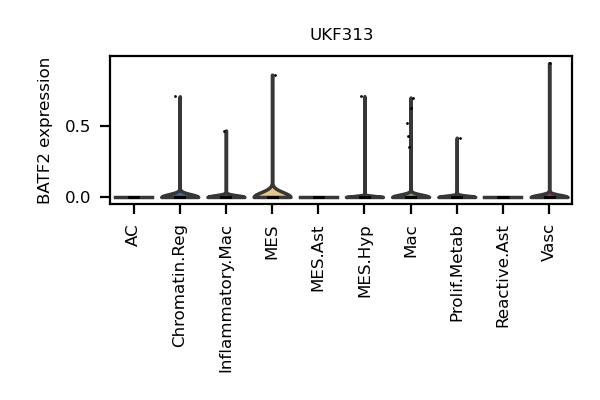 UKF313
BATF2 expression
0.5
0.0
AC
Chromatin.Reg
Inflammatory.Mac
MES
MES.Ast
MES.Hyp
Mac
Prolif.Metab
Reactive.Ast
Vasc